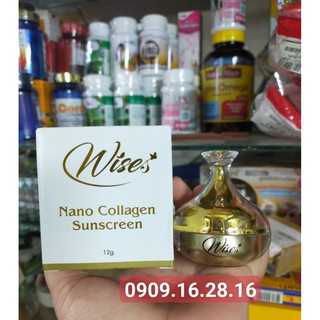 Wises
Nano Collagen
Sunscreen
12g.
Wises
0909.16.28.16